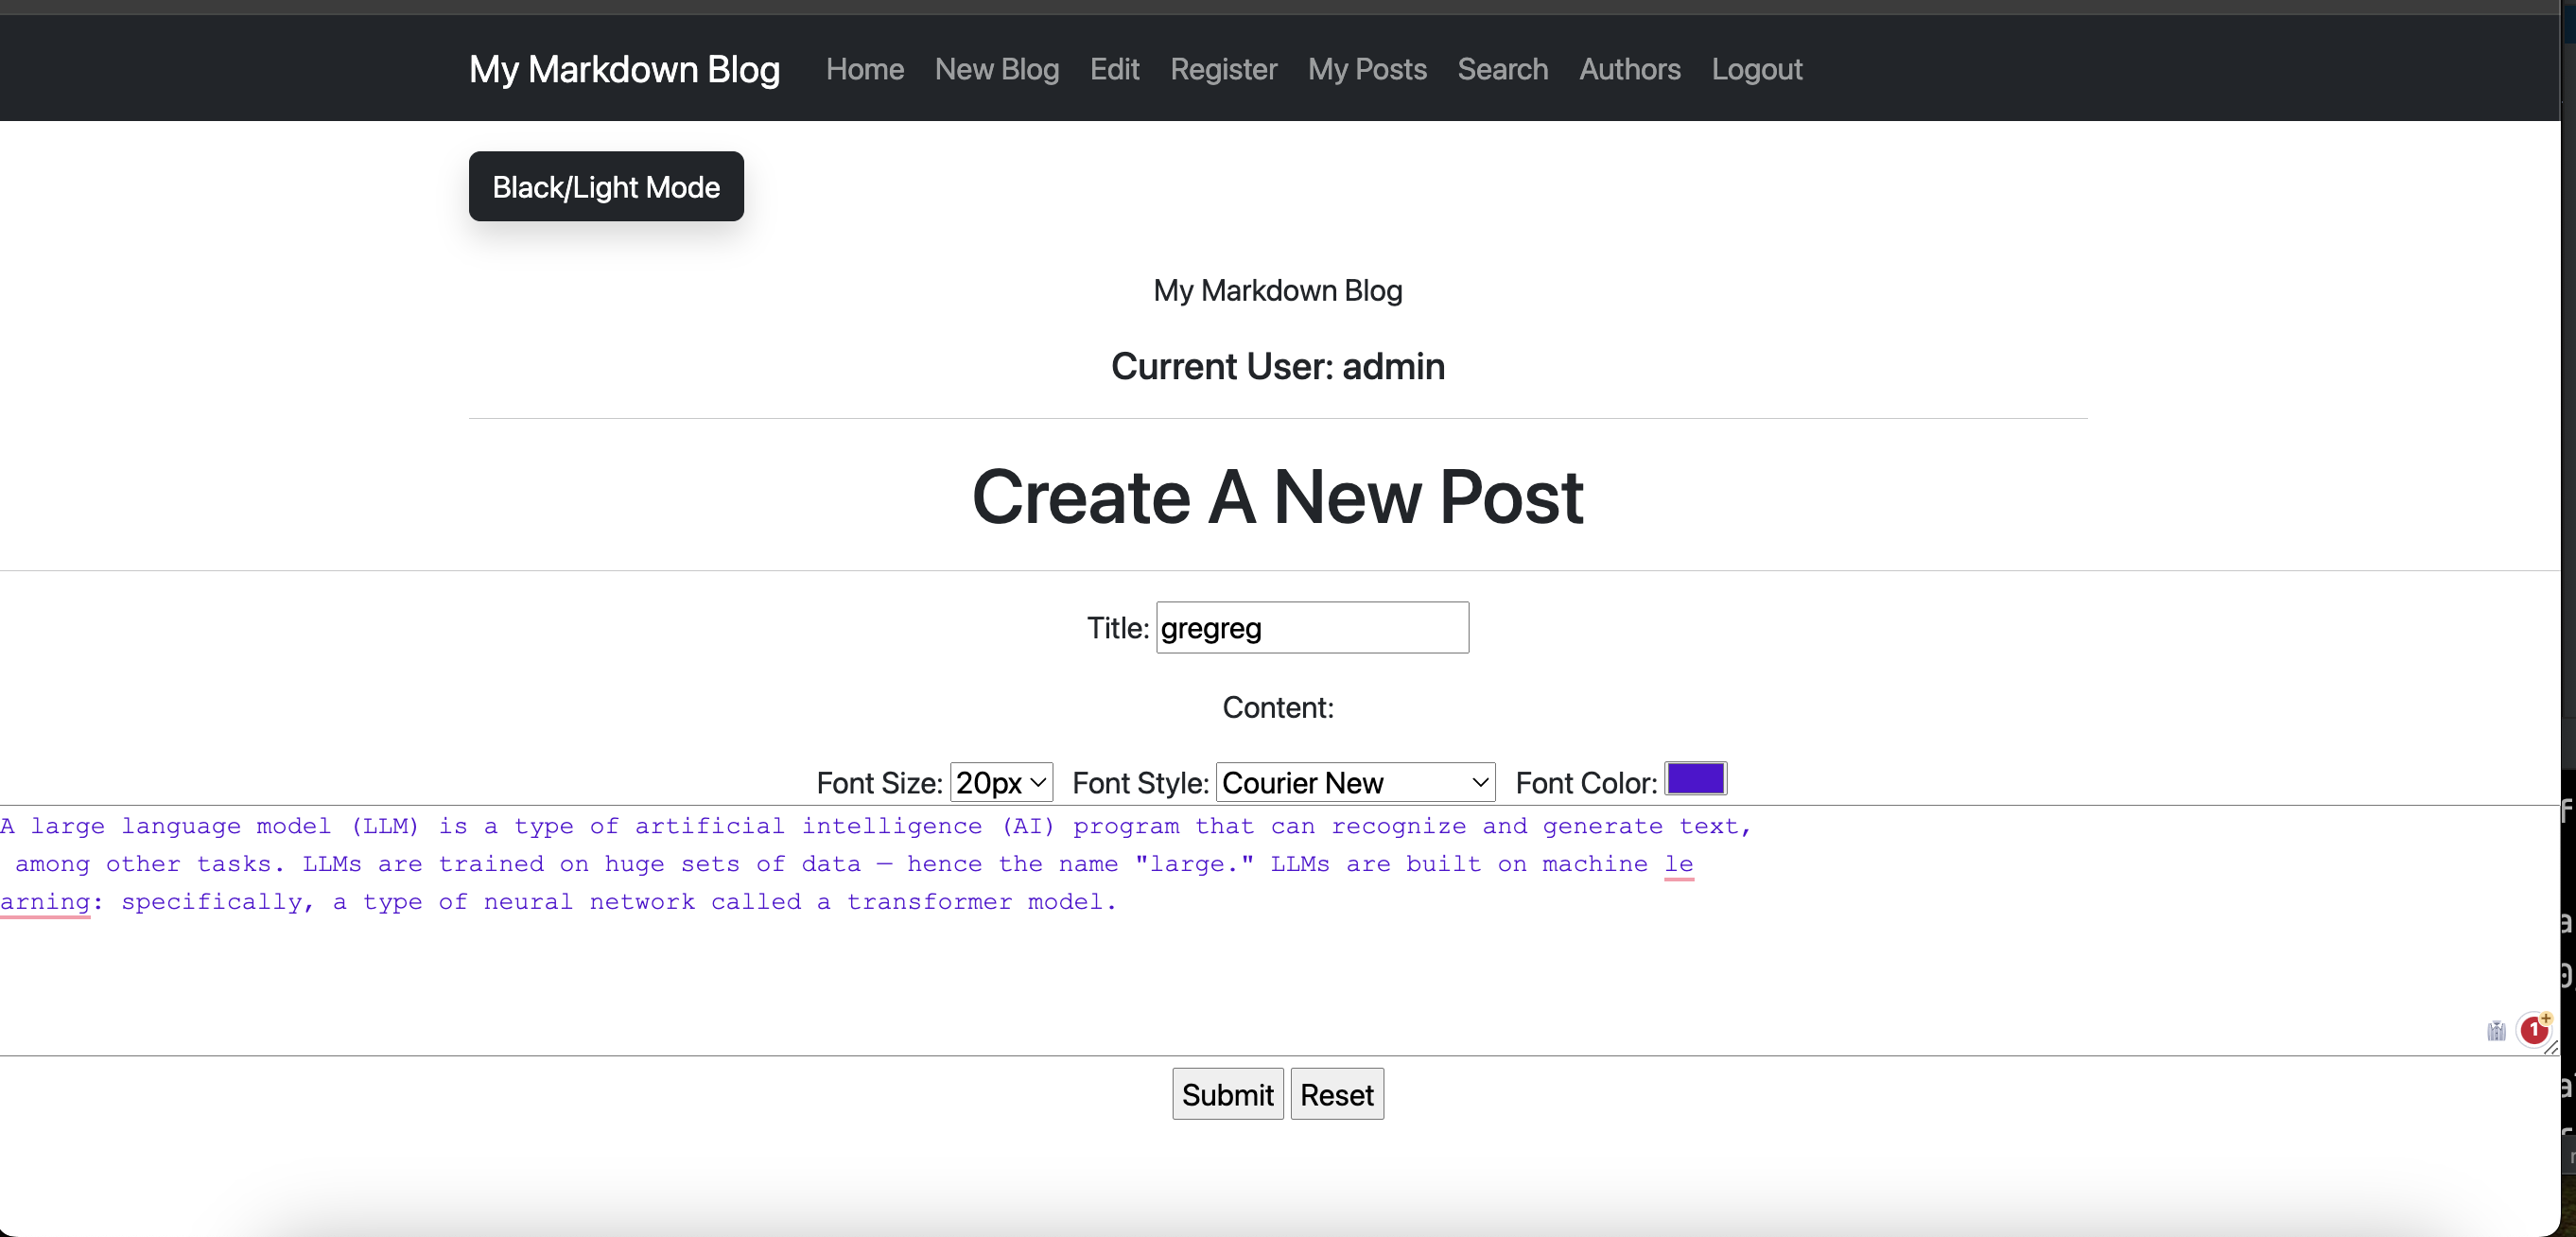 My Markdown Blog Home New Blog Edit Register My Posts Search Authors Logout
Black/Light Mode
My Markdown Blog
Current User: admin
Create A New Post
Title: gregreg
Content:
Font Size: 20px Font Style: Courier New Font Color:
A large language model (LLM) is a type of artificial intelligence (AI) program that can recognize and generate text,
among other tasks. LLMs are trained on huge sets of data — hence the name "large." LLMs are built on machine le
arning: specifically, a type of neural network called a transformer model.
1
Submit Reset